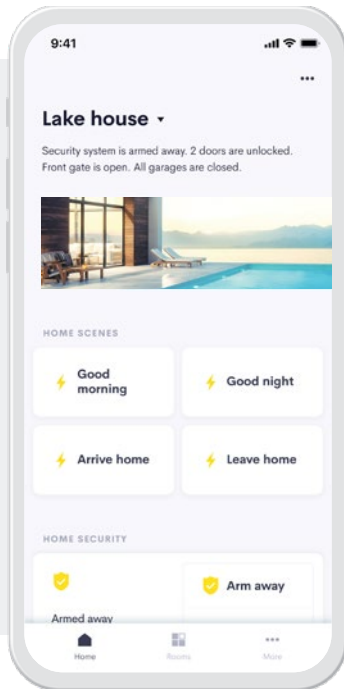 9:41
•••
Lake house
Security system is armed away. 2 doors are unlocked.
Front gate is open. All garages are closed.
HOME SCENES
Good
morning
Good night
Arrive home
Leave home
HOME SECURITY
Arm away
Armed away
Home
Rooms
More